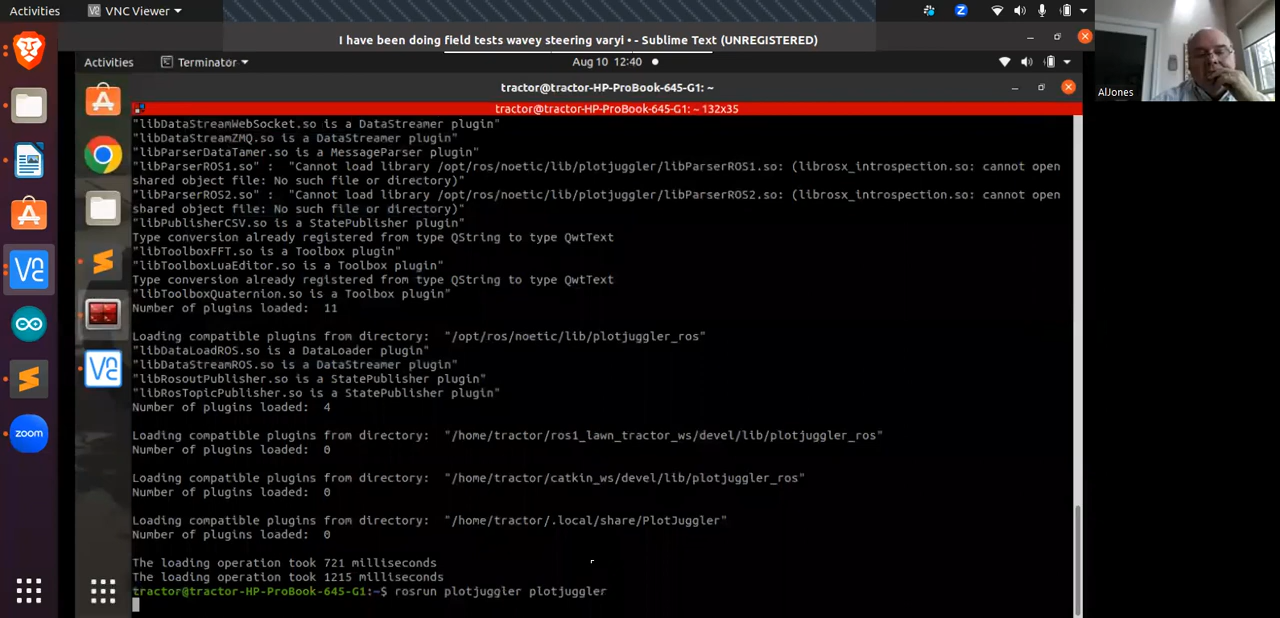 Activities
VNC Viewer
I have been doing field tests wavey steering varyi • - Sublime Text (UNREGISTERED)
AlJones
Activities
Terminator
Aug 10 12:40
tractor@tractor-HP-ProBook-645-G1: ~
tractor@tractor-HP-ProBook-645-G1: ~ 132x35
"libDataStreamWebSocket.so is a DataStreamer plugin"
"libDataStreamZMQ.so is a DataStreamer plugin"
"libParserDataTamer.so is a MessageParser plugin"
"libParserROS1.so" :  "Cannot load library /opt/ros/noetic/lib/plotjuggler/libParserROS1.so: (librosx_introspection.so: cannot open
shared object file: No such file or directory)"
"libParserROS2.so" :  "Cannot load library /opt/ros/noetic/lib/plotjuggler/libParserROS2.so: (librosx_introspection.so: cannot open
shared object file: No such file or directory)"
"libPublisherCSV.so is a StatePublisher plugin"
Type conversion already registered from type QString to type QwtText
"libToolboxFFT.so is a Toolbox plugin"
"libToolboxLuaEditor.so is a Toolbox plugin"
Type conversion already registered from type QString to type QwtText
"libToolboxQuaternion.so is a Toolbox plugin"
Number of plugins loaded:  11
Loading compatible plugins from directory:  "/opt/ros/noetic/lib/plotjuggler_ros"
"libDataLoadROS.so is a DataLoader plugin"
"libDataStreamROS.so is a DataStreamer plugin"
"libRosoutPublisher.so is a StatePublisher plugin"
"libRosTopicPublisher.so is a StatePublisher plugin"
Number of plugins loaded:  4
Loading compatible plugins from directory:  "/home/tractor/ros1_lawn_tractor_ws/devel/lib/plotjuggler_ros"
Number of plugins loaded:  0
Loading compatible plugins from directory:  "/home/tractor/catkin_ws/devel/lib/plotjuggler_ros"
Number of plugins loaded:  0
Loading compatible plugins from directory:  "/home/tractor/.local/share/PlotJuggler"
Number of plugins loaded:  0
The loading operation took 721 milliseconds
The loading operation took 1215 milliseconds
tractor@tractor-HP-ProBook-645-G1:~$ rosrun plotjuggler plotjuggler
zoom